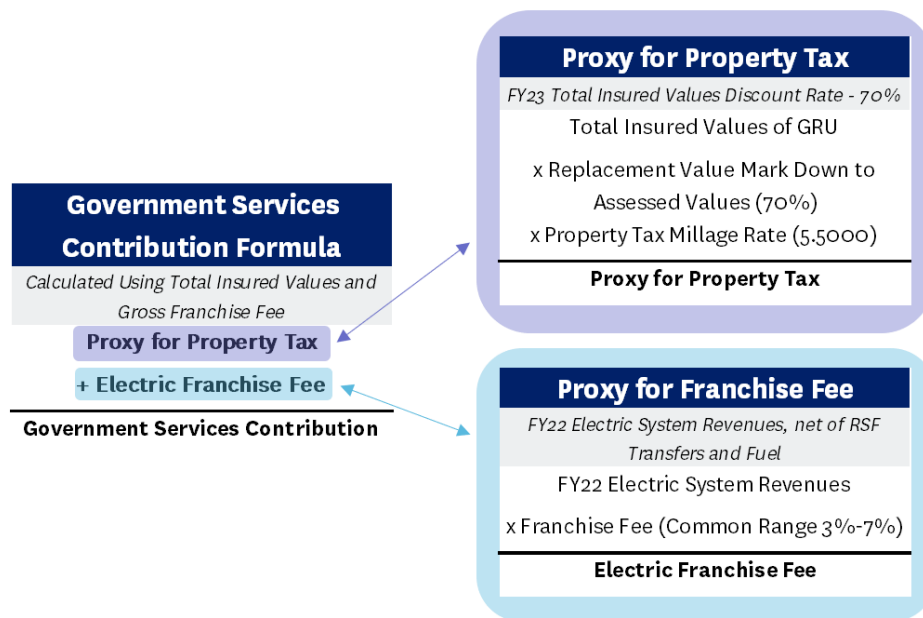 Government Services
Contribution Formula
Calculated Using Total Insured Values and
Gross Franchise Fee
Proxy for Property Tax
+ Electric Franchise Fee
Government Services Contribution
Proxy for Property Tax
FY23 Total Insured Values Discount Rate - 70%
Total Insured Values of GRU
x Replacement Value Mark Down to
Assessed Values (70%)
x Property Tax Millage Rate (5.5000)
Proxy for Property Tax
Proxy for Franchise Fee
FY22 Electric System Revenues, net of RSF
Transfers and Fuel
FY22 Electric System Revenues
x Franchise Fee (Common Range 3%-7%)
Electric Franchise Fee